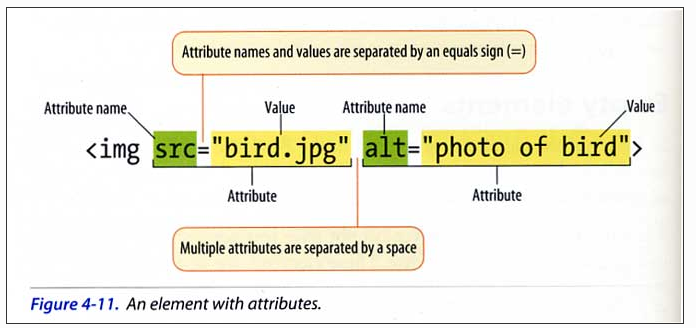 Attribute names and values are separated by an equals sign (=)
Attribute name Value Attribute name Value
<img src="bird.jpg" alt="photo of bird">
Attribute Attribute
Multiple attributes are separated by a space
Figure 4-11. An element with attributes.